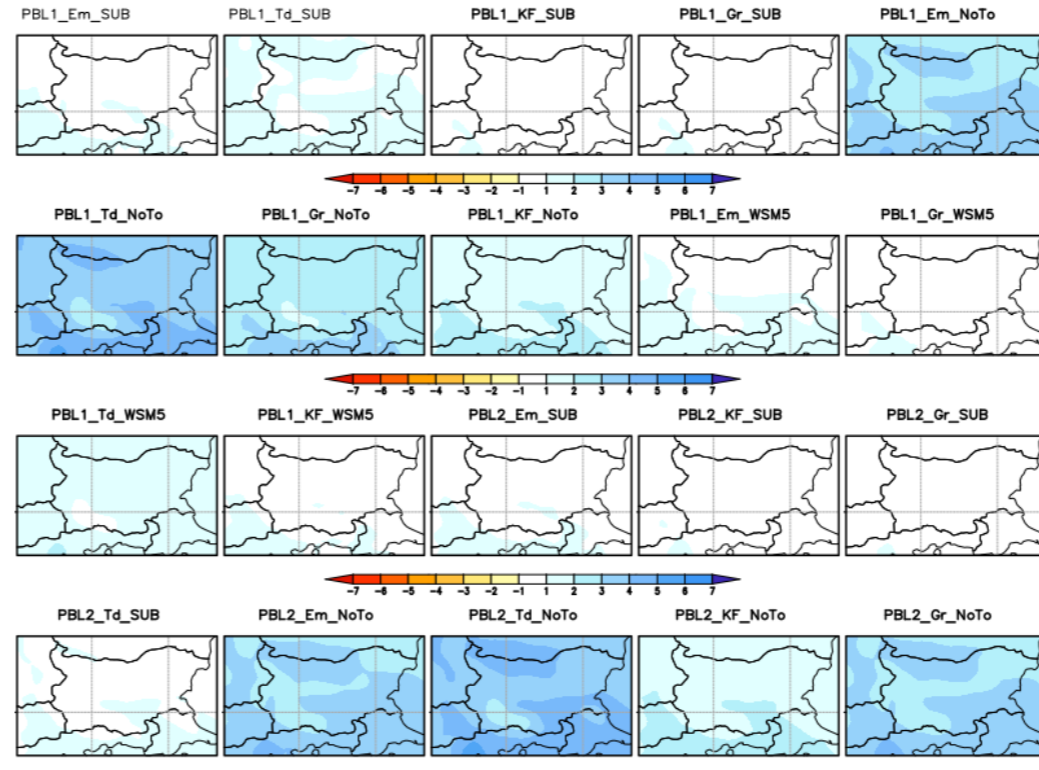 PBL1_Em_SUB PBL1_Td_SUB PBL1_KF_SUB PBL1_Gr_SUB PBL1_Em_NoTo
-7 -6 -5 -4 -3 -2 -1 1 2 3 4 5 6 7
PBL1_Td_NoTo PBL1_Gr_NoTo PBL1_KF_NoTo PBL1_Em_WSM5 PBL1_Gr_WSM5
-7 -6 -5 -4 -3 -2 -1 1 2 3 4 5 6 7
PBL1_Td_WSM5 PBL1_KF_WSM5 PBL2_Em_SUB PBL2_KF_SUB PBL2_Gr_SUB
-7 -6 -5 -4 -3 -2 -1 1 2 3 4 5 6 7
PBL2_Td_SUB PBL2_Em_NoTo PBL2_Td_NoTo PBL2_KF_NoTo PBL2_Gr_NoTo